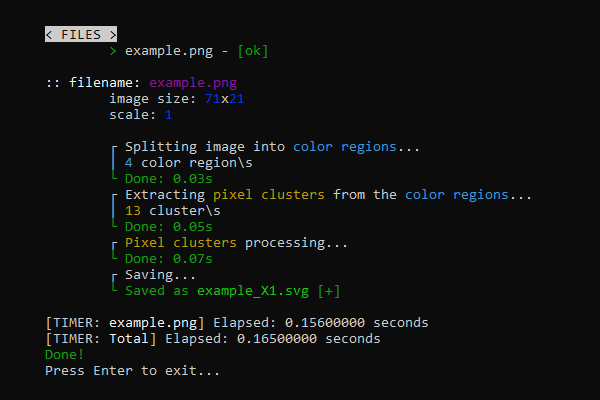 < FILES >
> example.png - [ok]
:: filename: example.png
image size: 71x21
scale: 1
┌ Splitting image into color regions...
│ 4 color region\s
└ Done: 0.03s
┌ Extracting pixel clusters from the color regions...
│ 13 cluster\s
└ Done: 0.05s
┌ Pixel clusters processing...
└ Done: 0.07s
┌ Saving...
└ Saved as example_X1.svg [+]
[TIMER: example.png] Elapsed: 0.15600000 seconds
[TIMER: Total] Elapsed: 0.16500000 seconds
Done!
Press Enter to exit...